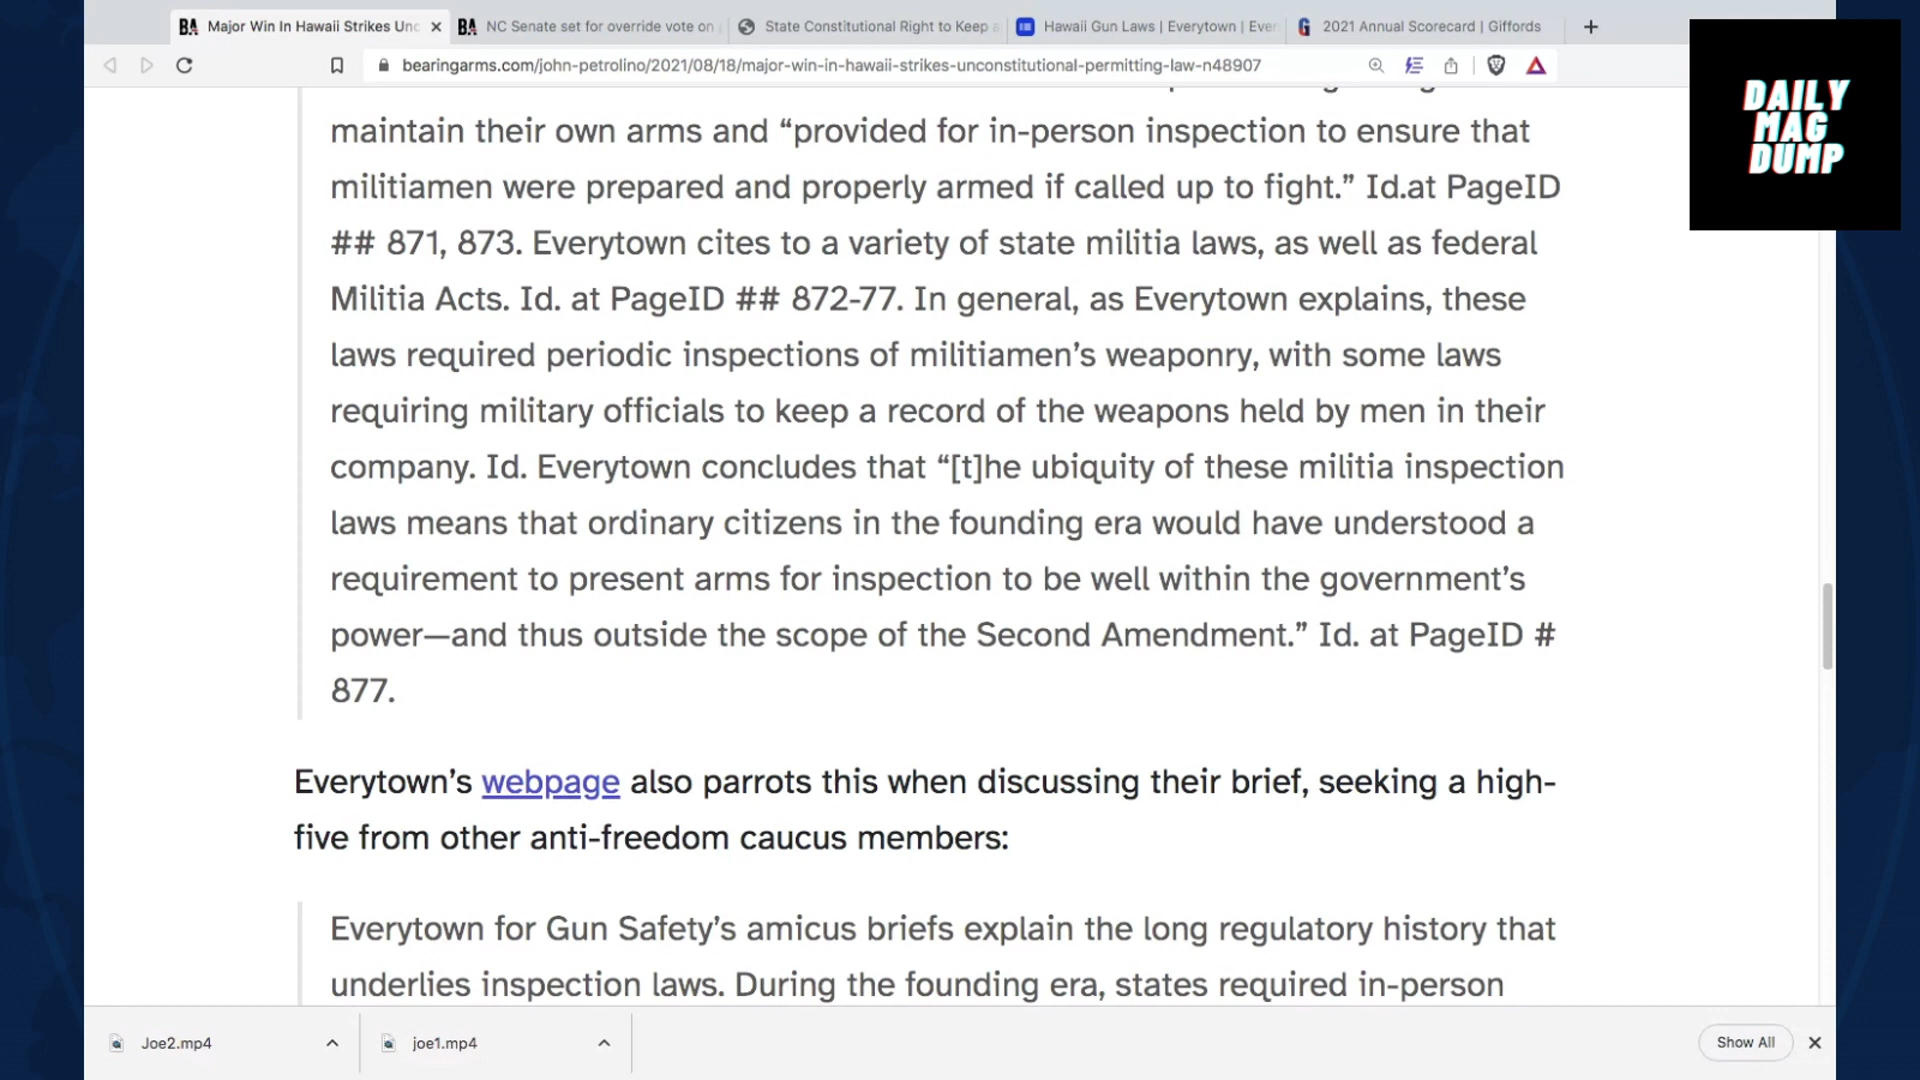 Major Win In Hawaii Strikes Unc
NC Senate set for override vote on
State Constitutional Right to Keep a
Hawaii Gun Laws | Everytown | Ever
2021 Annual Scorecard | Giffords
bearingarms.com/john-petrolino/2021/08/18/major-win-in-hawaii-strikes-unconstitutional-permitting-law-n48907
DAILY
MAG
DUMP
maintain their own arms and “provided for in-person inspection to ensure that
militiamen were prepared and properly armed if called up to fight.” Id.at PageID
## 871, 873. Everytown cites to a variety of state militia laws, as well as federal
Militia Acts. Id. at PageID ## 872-77. In general, as Everytown explains, these
laws required periodic inspections of militiamen’s weaponry, with some laws
requiring military officials to keep a record of the weapons held by men in their
company. Id. Everytown concludes that “[t]he ubiquity of these militia inspection
laws means that ordinary citizens in the founding era would have understood a
requirement to present arms for inspection to be well within the government’s
power—and thus outside the scope of the Second Amendment.” Id. at PageID #
877.
Everytown’s webpage also parrots this when discussing their brief, seeking a high-
five from other anti-freedom caucus members:
Everytown for Gun Safety’s amicus briefs explain the long regulatory history that
underlies inspection laws. During the founding era, states required in-person
Joe2.mp4
joe1.mp4
Show All